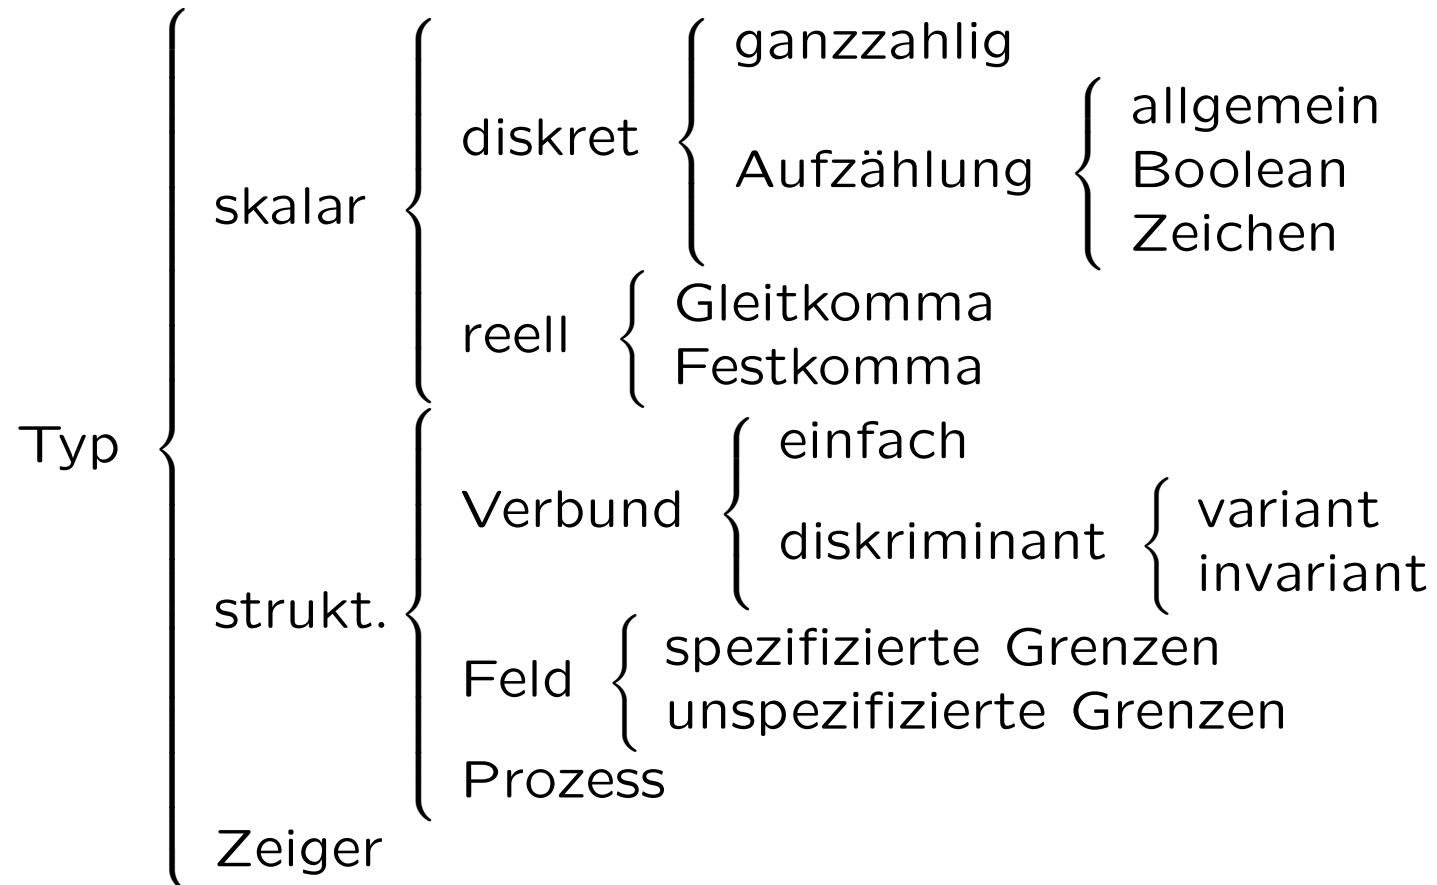 Typ
skalar
diskret
ganzzahlig
Aufzählung
allgemein
Boolean
Zeichen
reell
Gleitkomma
Festkomma
strukt.
Verbund
einfach
diskriminant
variant
invariant
Feld
spezifizierte Grenzen
unspezifizierte Grenzen
Prozess
Zeiger